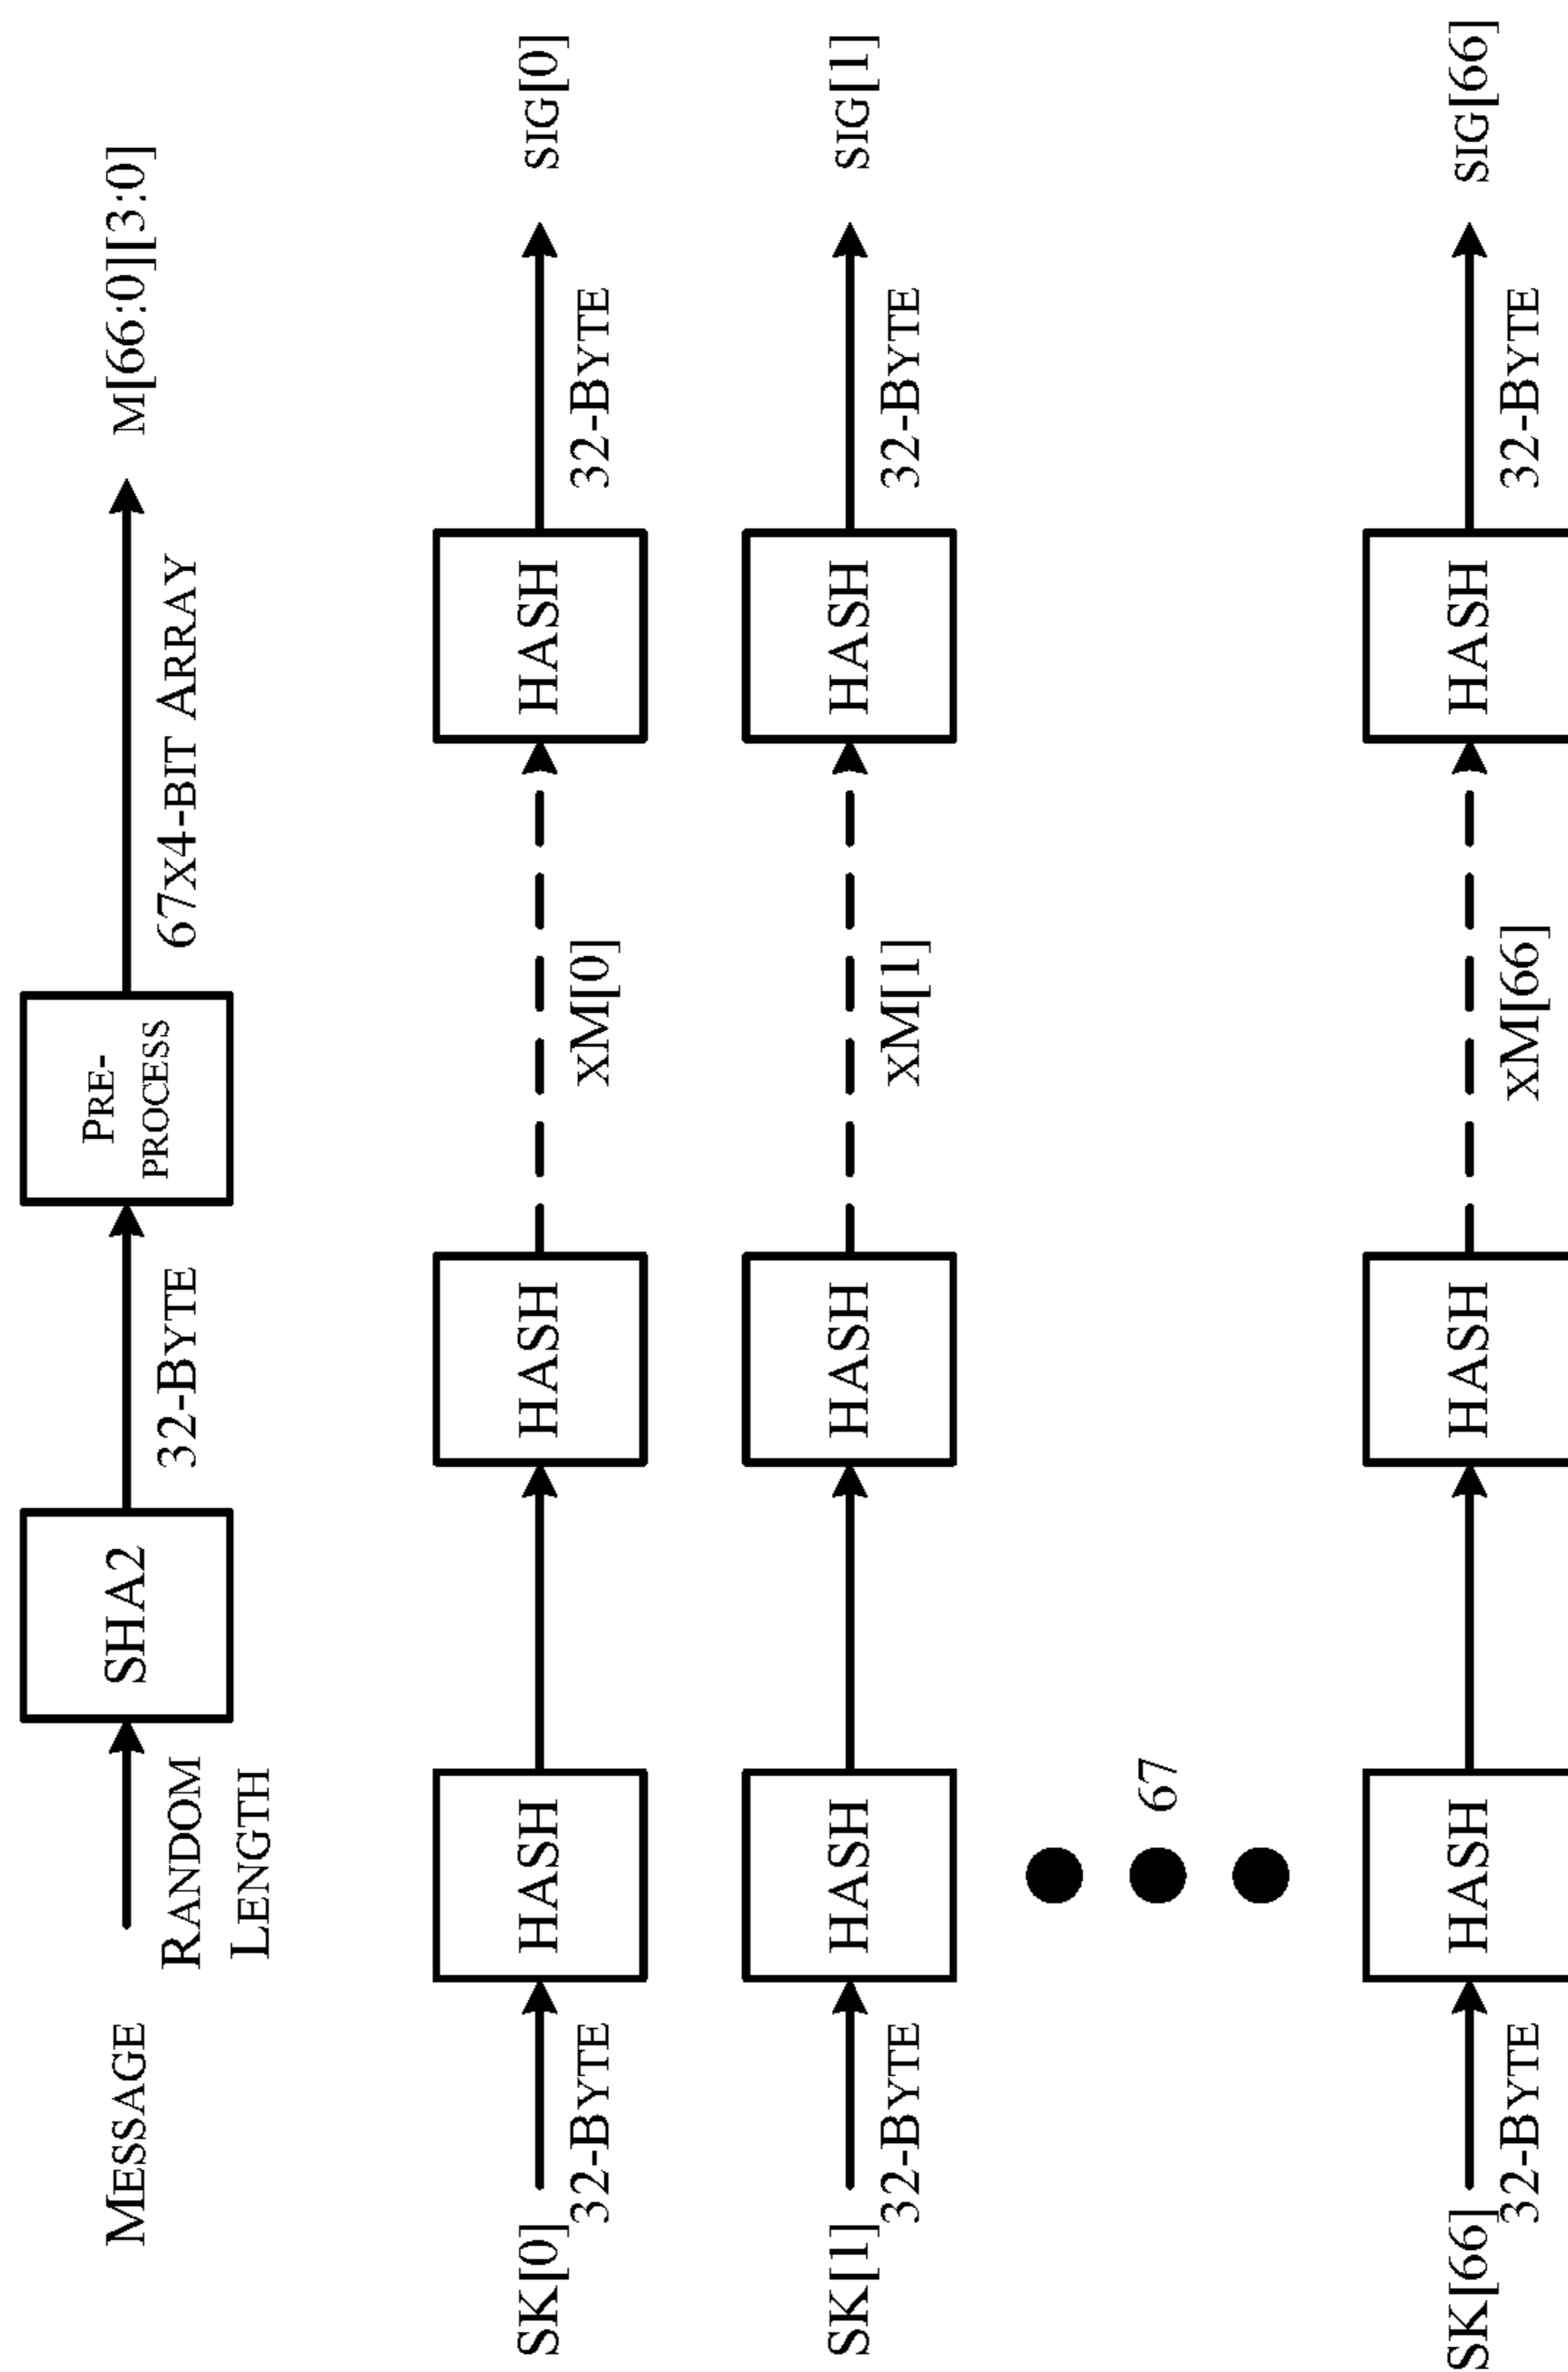 MESSAGE
RANDOM
LENGTH
SHA2
32-BYTE
PRE-
PROCESS
67X4-BIT ARRAY
M[66:0][3:0]
SK[0]
32-BYTE
HASH
HASH
XM[0]
HASH
32-BYTE
SIG[0]
SK[1]
32-BYTE
HASH
HASH
XM[1]
HASH
32-BYTE
SIG[1]
67
SK[66]
32-BYTE
HASH
HASH
XM[66]
HASH
32-BYTE
SIG[66]